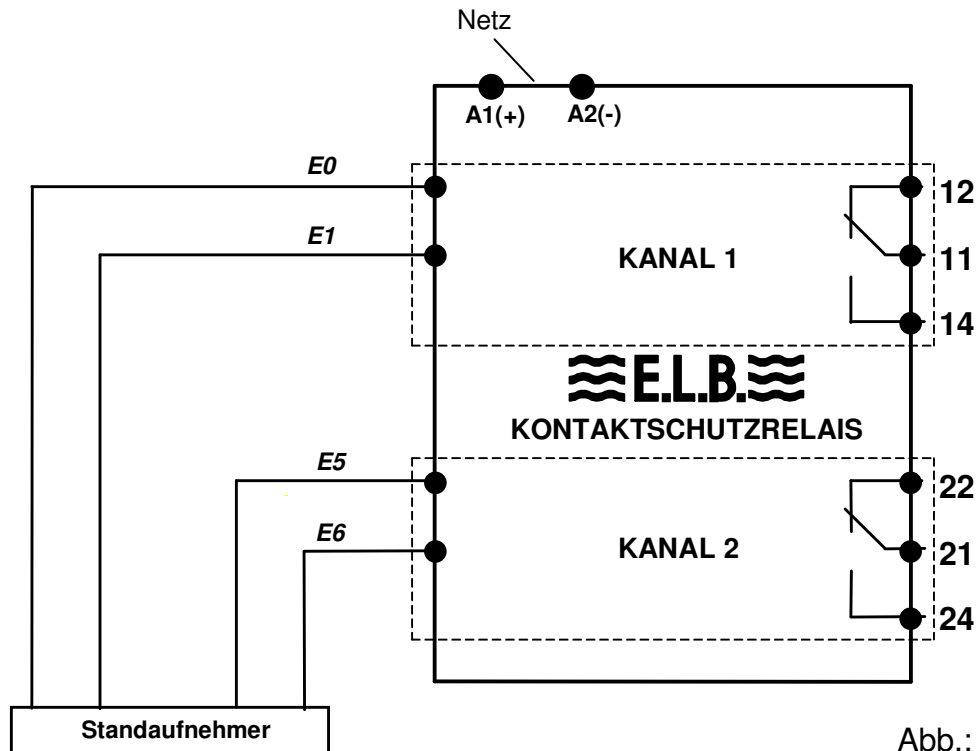 Netz
A1(+) A2(-)
E0
E1
KANAL 1
12
11
14
E.L.B.
KONTAKTSCHUTZRELAIS
E5
E6
KANAL 2
22
21
24
Standaufnehmer
Abb.: